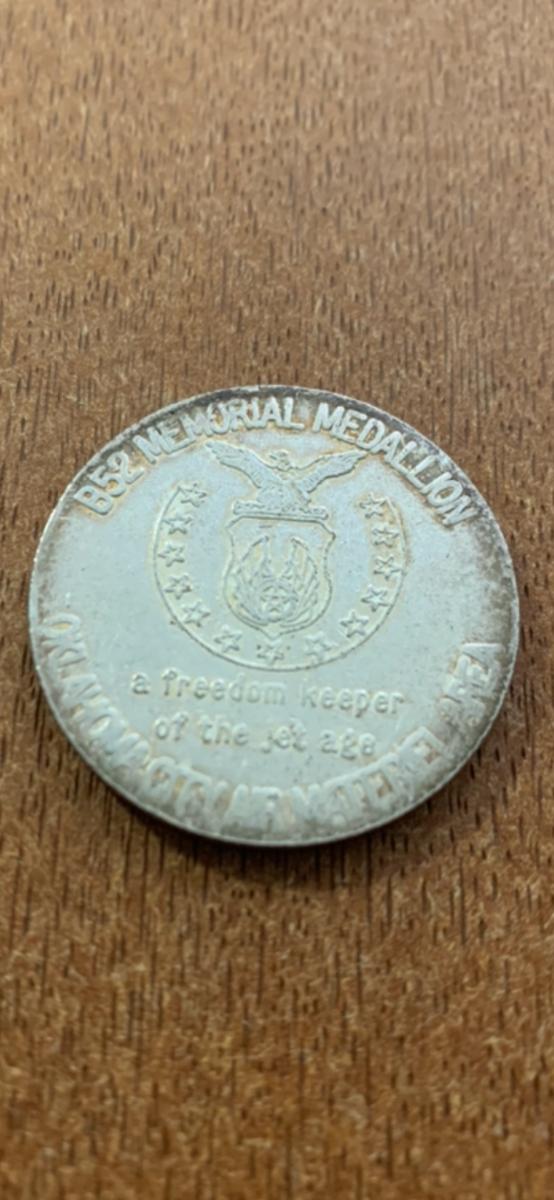 B52 MEMORIAL MEDALLION
a freedom keeper
of the jet age
OKLAHOMA CITY AIR MATERIEL AREA